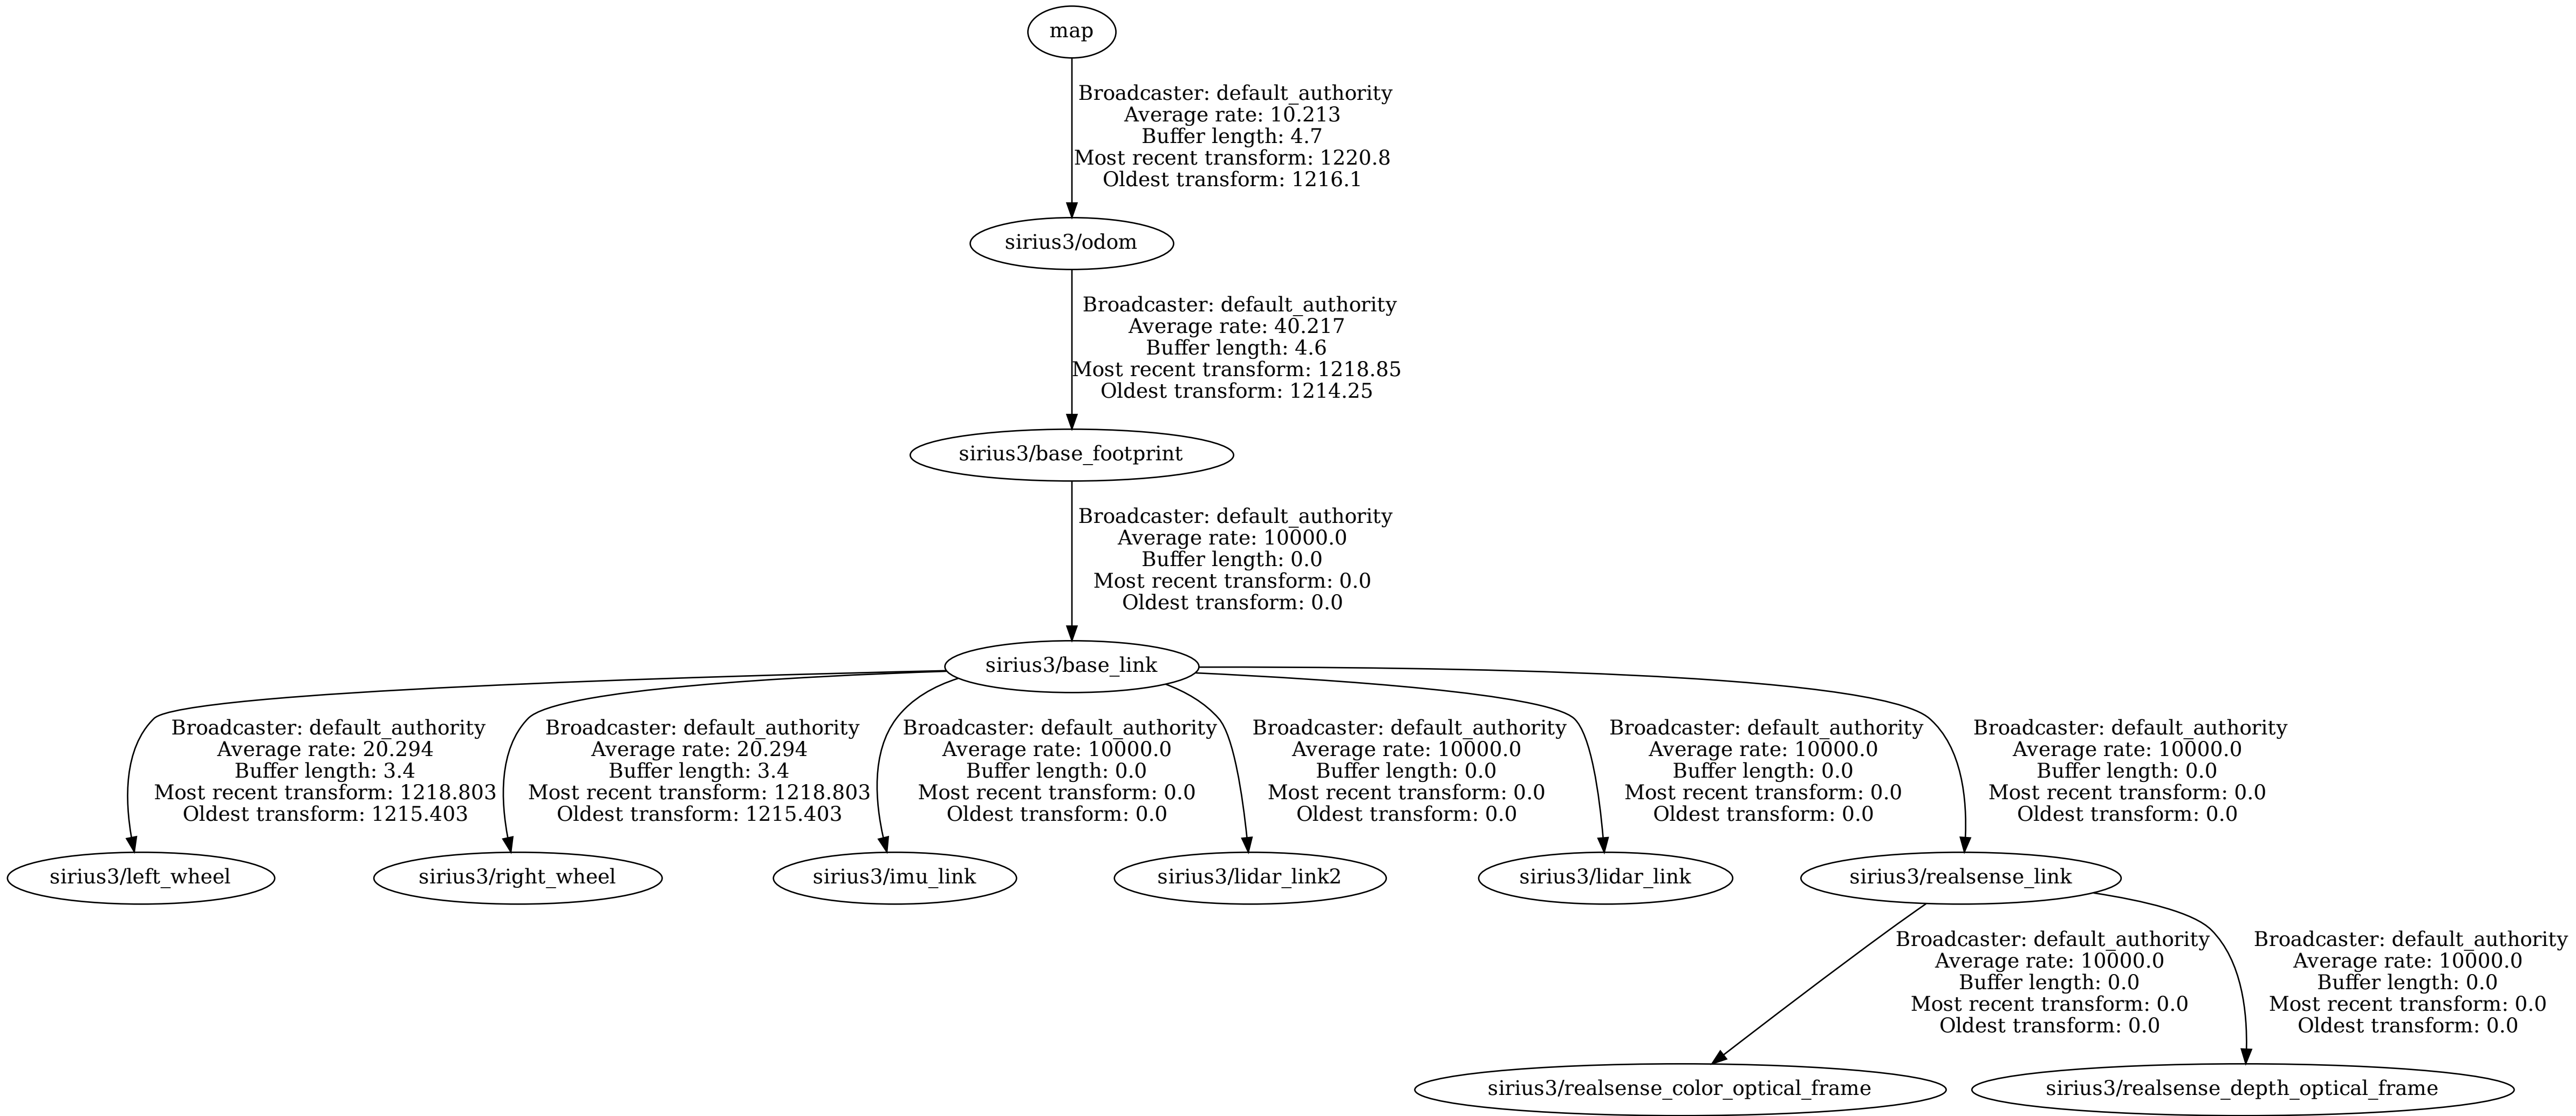 map
Broadcaster: default_authority
Average rate: 10.213
Buffer length: 4.7
Most recent transform: 1220.8
Oldest transform: 1216.1
sirius3/odom
Broadcaster: default_authority
Average rate: 40.217
Buffer length: 4.6
Most recent transform: 1218.85
Oldest transform: 1214.25
sirius3/base_footprint
Broadcaster: default_authority
Average rate: 10000.0
Buffer length: 0.0
Most recent transform: 0.0
Oldest transform: 0.0
sirius3/base_link
Broadcaster: default_authority
Average rate: 20.294
Buffer length: 3.4
Most recent transform: 1218.803
Oldest transform: 1215.403
Broadcaster: default_authority
Average rate: 20.294
Buffer length: 3.4
Most recent transform: 1218.803
Oldest transform: 1215.403
Broadcaster: default_authority
Average rate: 10000.0
Buffer length: 0.0
Most recent transform: 0.0
Oldest transform: 0.0
Broadcaster: default_authority
Average rate: 10000.0
Buffer length: 0.0
Most recent transform: 0.0
Oldest transform: 0.0
Broadcaster: default_authority
Average rate: 10000.0
Buffer length: 0.0
Most recent transform: 0.0
Oldest transform: 0.0
Broadcaster: default_authority
Average rate: 10000.0
Buffer length: 0.0
Most recent transform: 0.0
Oldest transform: 0.0
sirius3/left_wheel
sirius3/right_wheel
sirius3/imu_link
sirius3/lidar_link2
sirius3/lidar_link
sirius3/realsense_link
Broadcaster: default_authority
Average rate: 10000.0
Buffer length: 0.0
Most recent transform: 0.0
Oldest transform: 0.0
Broadcaster: default_authority
Average rate: 10000.0
Buffer length: 0.0
Most recent transform: 0.0
Oldest transform: 0.0
sirius3/realsense_color_optical_frame
sirius3/realsense_depth_optical_frame